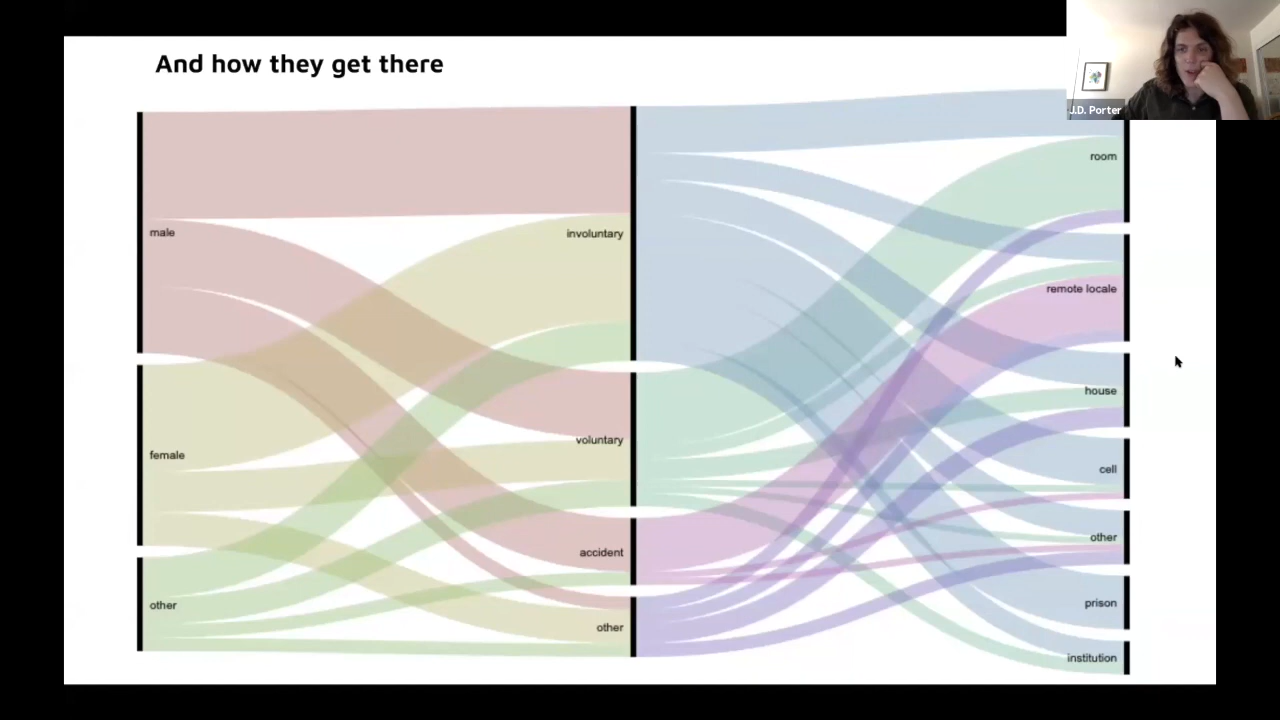 And how they get there
J.D. Porter
male
female
other
involuntary
voluntary
accident
other
room
remote locale
house
cell
other
prison
institution